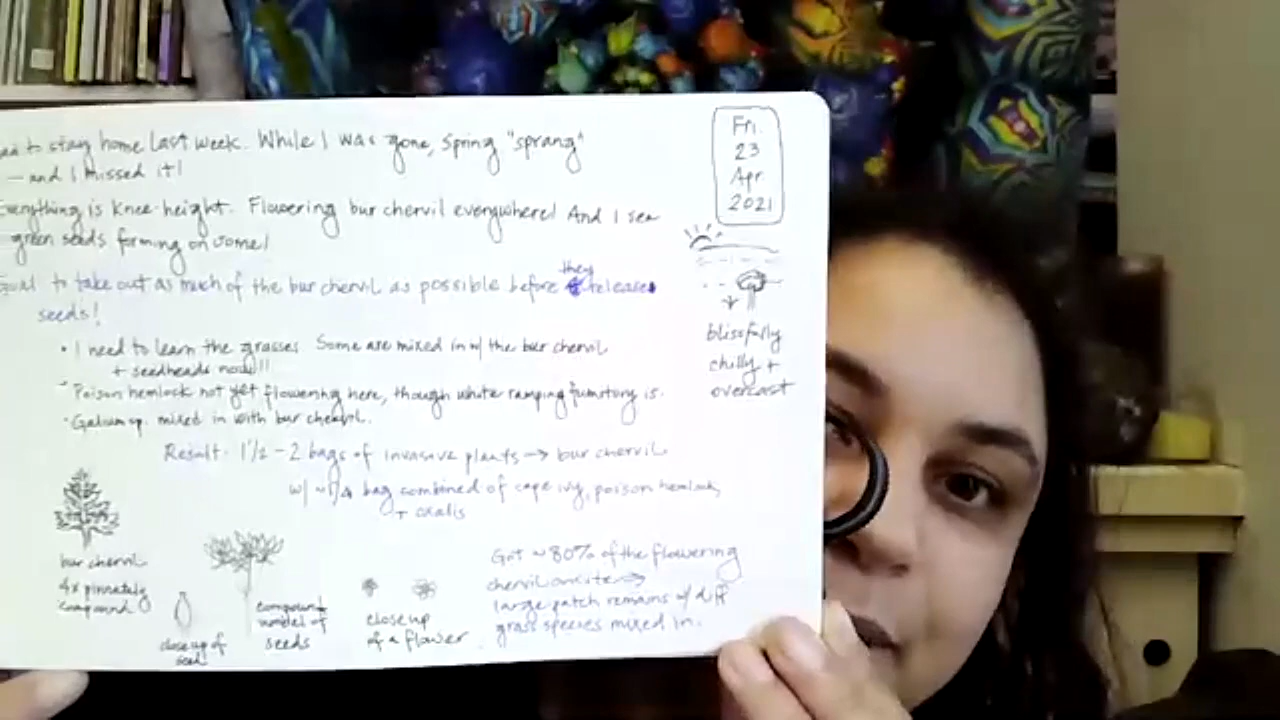 to stay home last week. While I was gone, Spring "sprang"
— and I missed it!
Everything is knee-height. Flowering bur chervil everywhere! And I see
green seeds forming on some!
Goal to take out as much of the bur chervil as possible before they release
seeds!
• I need to learn the grasses. Some are mixed in w/ the bur chervil
+ seedheads now!!!
• Poison hemlock not yet flowering here, though white ramping fumitory is.
• Galium sp. mixed in with bur chervil.
Result: 1 1/2 - 2 bags of invasive plants → bur chervil
w/ ~1/4 bag combined of cape ivy, poison hemlock,
+ oxalis
Fri.
23
Apr
2021
blissfully
chilly +
overcast
bur chervil
4x pinnately
compound
close up of
seed
compound
umbel of
seeds
close up
of a flower
Got ~80% of the flowering
chervil onsite →
large patch remains w/ diff
grass species mixed in.